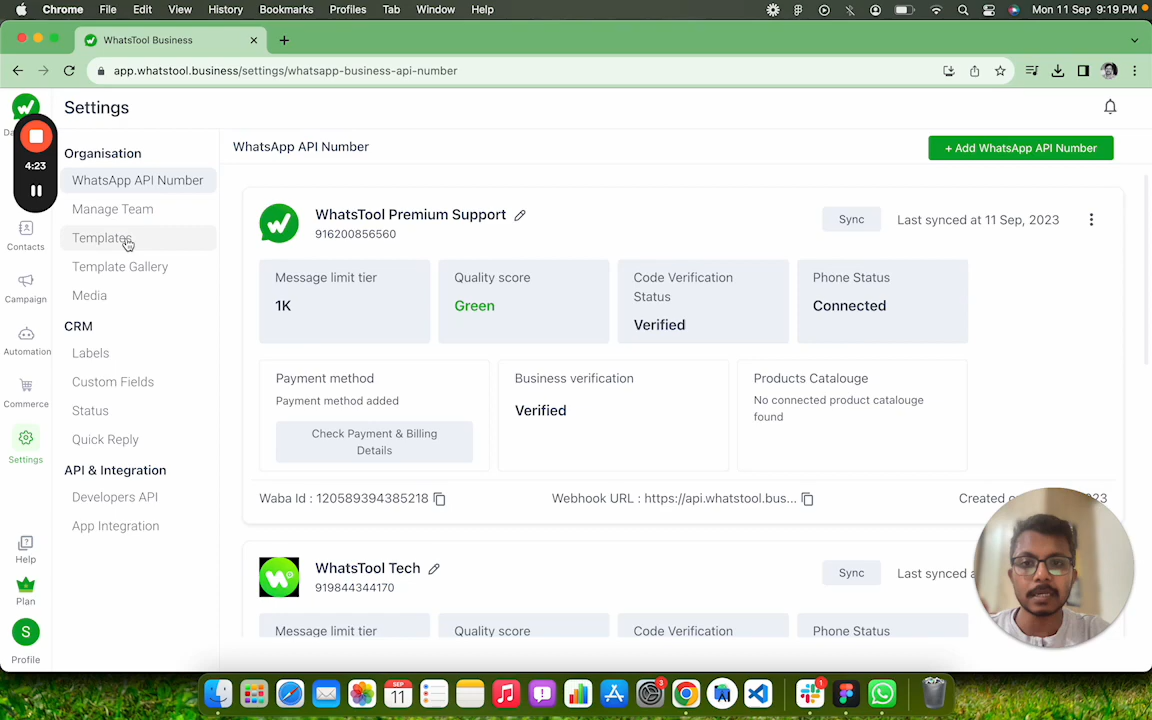 Chrome File Edit View History Bookmarks Profiles Tab Window Help Mon 11 Sep 9:19 PM
WhatsTool Business
app.whatstool.business/settings/whatsapp-business-api-number
Settings
4:23
Contacts
Campaign
Automation
Commerce
Settings
Help
Plan
S
Profile
Organisation
WhatsApp API Number
Manage Team
Templates
Template Gallery
Media
CRM
Labels
Custom Fields
Status
Quick Reply
API & Integration
Developers API
App Integration
WhatsApp API Number
+ Add WhatsApp API Number
WhatsTool Premium Support
916200856560
Sync
Last synced at 11 Sep, 2023
Message limit tier
1K
Quality score
Green
Code Verification
Status
Verified
Phone Status
Connected
Payment method
Payment method added
Check Payment & Billing
Details
Business verification
Verified
Products Catalouge
No connected product catalouge
found
Waba Id : 120589394385218
Webhook URL : https://api.whatstool.bus...
Created
WhatsTool Tech
919844344170
Sync
Last synced
Message limit tier
Quality score
Code Verification
Phone Status
SEP
11
3
1